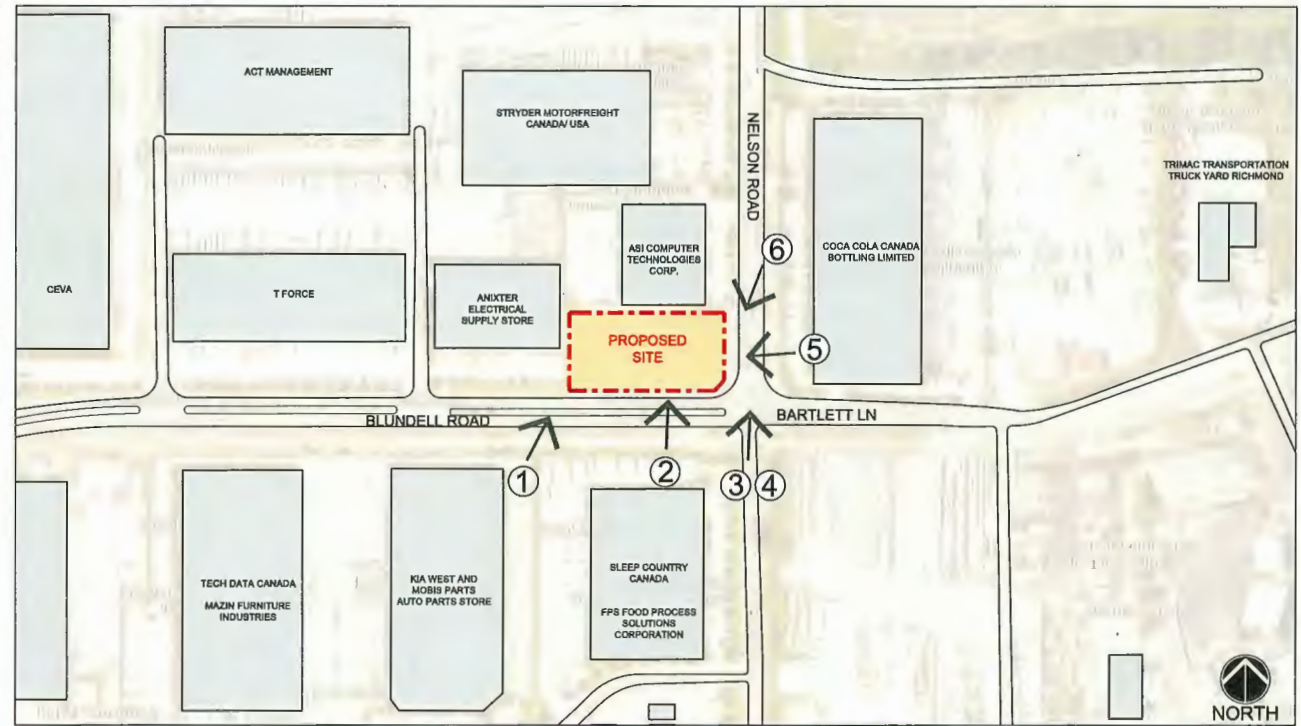 ACT MANAGEMENT
STRYDER MOTORFREIGHT
CANADA/ USA
NELSON ROAD
TRIMAC TRANSPORTATION
TRUCK YARD RICHMOND
ASI COMPUTER
TECHNOLOGIES
CORP.
6
COCA COLA CANADA
BOTTLING LIMITED
CEVA
T FORCE
ANIXTER
ELECTRICAL
SUPPLY STORE
PROPOSED
SITE
5
BLUNDELL ROAD
BARTLETT LN
1
2
3 4
TECH DATA CANADA
MAZIN FURNITURE
INDUSTRIES
KIA WEST AND
MOBIS PARTS
AUTO PARTS STORE
SLEEP COUNTRY
CANADA
FPS FOOD PROCESS
SOLUTIONS
CORPORATION
NORTH